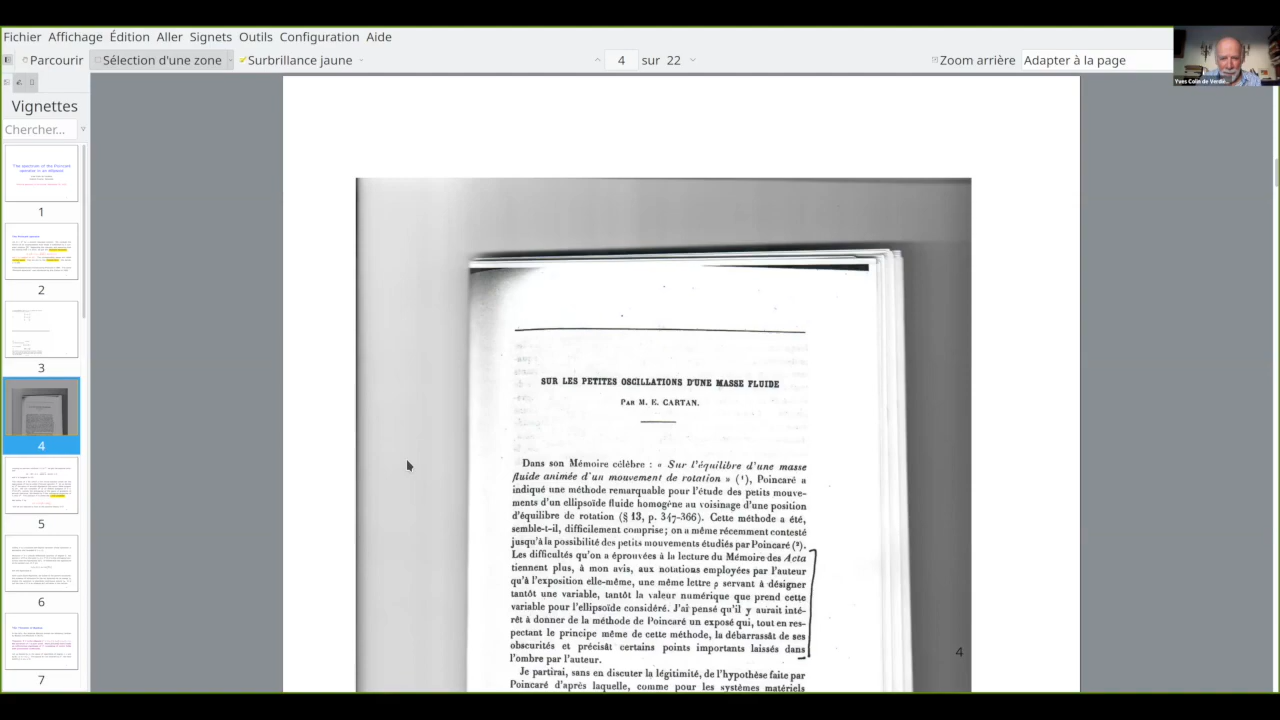 Fichier Affichage Édition Aller Signets Outils Configuration Aide
Parcourir Sélection d'une zone Surbrillance jaune 4 sur 22 Zoom arrière Adapter à la page
Yves Colin de Verdiè...
Vignettes
Chercher...
1
2
3
4
5
6
7
SUR LES PETITES OSCILLATIONS D'UNE MASSE FLUIDE
PAR M. E. CARTAN.
Dans son Mémoire célèbre : « Sur l'équilibre d'une masse
fluide animée d'un mouvement de rotation » (¹), Poincaré a
indiqué une méthode remarquable pour l'étude des petits mouve-
ments d'un ellipsoïde fluide homogène au voisinage d'une position
d'équilibre de rotation (§ 13, p. 347-366). Cette méthode a été,
semble-t-il, difficilement comprise; on a même récemment contesté
jusqu'à la possibilité des petits mouvements étudiés par Poincaré (²).
Les difficultés qu'on a éprouvées à la lecture du Mémoire des Acta
tiennent plus, à mon avis, aux notations employées par l'auteur
qu'à l'exposition elle-même, une même lettre ρ servant à désigner
tantôt une variable, tantôt la valeur numérique que prend cette
variable pour l'ellipsoïde considéré. J'ai pensé qu'il y aurait inté-
rêt à donner de la méthode de Poincaré un exposé qui, tout en res-
pectant le principe même de cette méthode, la débarrassât de ses
obscurités et précisât certains points importants laissés dans
l'ombre par l'auteur.
Je partirai, sans en discuter la légitimité, de l'hypothèse faite par
Poincaré d'après laquelle, comme pour les systèmes matériels
4